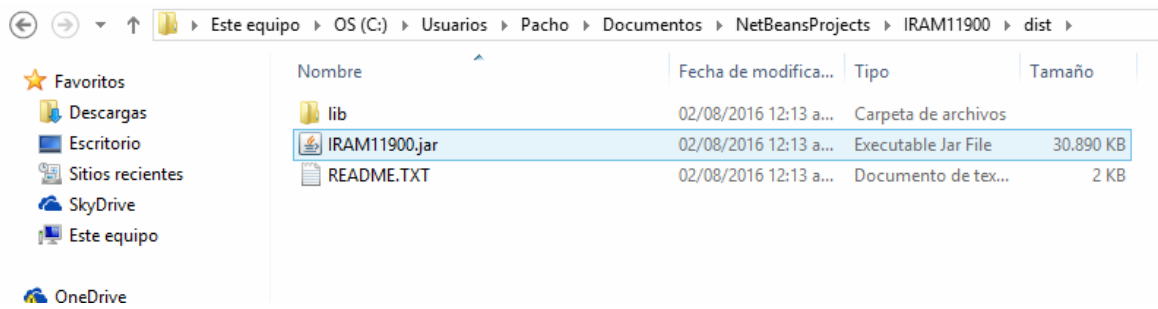 Este equipo OS (C:) Usuarios Pacho Documentos NetBeansProjects IRAM11900 dist
Favoritos
Descargas
Escritorio
Sitios recientes
SkyDrive
Este equipo
OneDrive
Nombre Fecha de modifica... Tipo Tamaño
lib 02/08/2016 12:13 a... Carpeta de archivos
IRAM11900.jar 02/08/2016 12:13 a... Executable Jar File 30.890 KB
README.TXT 02/08/2016 12:13 a... Documento de tex... 2 KB